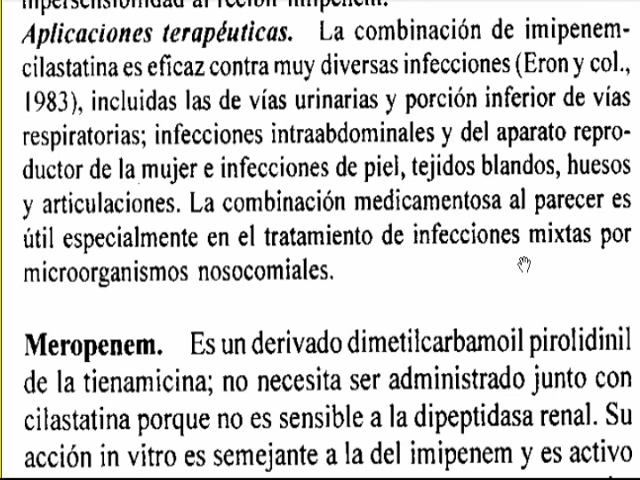 hipersensibilidad al recibir imipenem.
Aplicaciones terapéuticas. La combinación de imipenem-
cilastatina es eficaz contra muy diversas infecciones (Eron y col.,
1983), incluidas las de vías urinarias y porción inferior de vías
respiratorias; infecciones intraabdominales y del aparato repro-
ductor de la mujer e infecciones de piel, tejidos blandos, huesos
y articulaciones. La combinación medicamentosa al parecer es
útil especialmente en el tratamiento de infecciones mixtas por
microorganismos nosocomiales.
Meropenem. Es un derivado dimetilcarbamoil pirolidinil
de la tienamicina; no necesita ser administrado junto con
cilastatina porque no es sensible a la dipeptidasa renal. Su
acción in vitro es semejante a la del imipenem y es activo